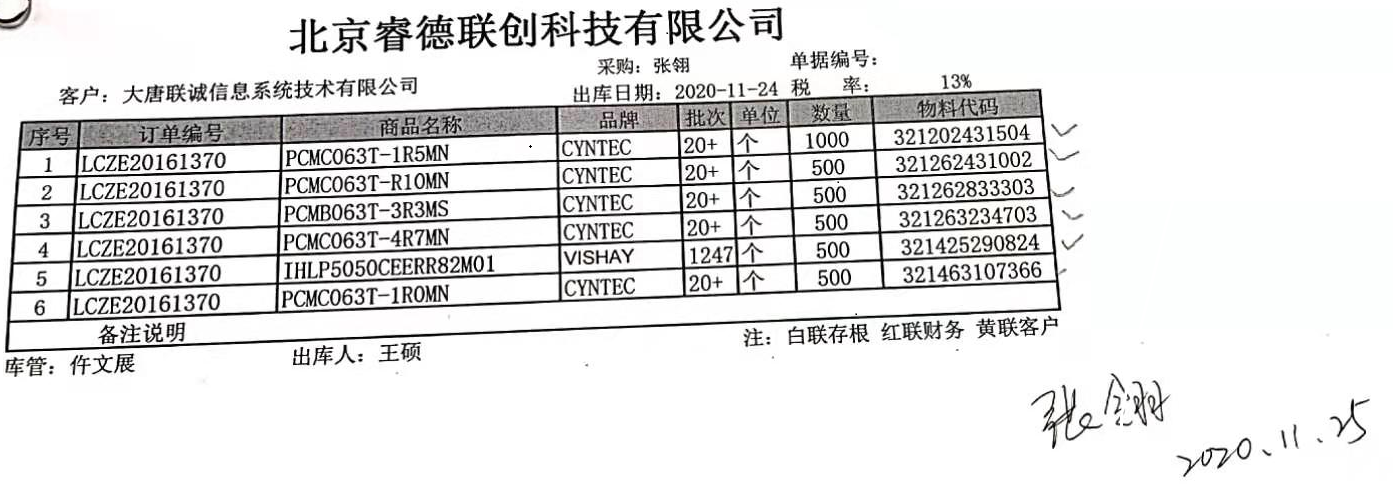 北京睿德联创科技有限公司
采购：张翎 单据编号：
客户：大唐联诚信息系统技术有限公司 出库日期：2020-11-24 税 率： 13%
序号 订单编号 商品名称 品牌 批次 单位 数量 物料代码
1 LCZE20161370 PCMC063T-1R5MN CYNTEC 20+ 个 1000 321202431504
2 LCZE20161370 PCMC063T-R10MN CYNTEC 20+ 个 500 321262431002
3 LCZE20161370 PCMB063T-3R3MS CYNTEC 20+ 个 500 321262833303
4 LCZE20161370 PCMC063T-4R7MN CYNTEC 20+ 个 500 321263234703
5 LCZE20161370 IHLP5050CEERR82M01 VISHAY 1247 个 500 321425290824
6 LCZE20161370 PCMC063T-1R0MN CYNTEC 20+ 个 500 321463107366
备注说明
库管：仵文展 出库人：王硕 注：白联存根 红联财务 黄联客户
张翎
2020.11.25